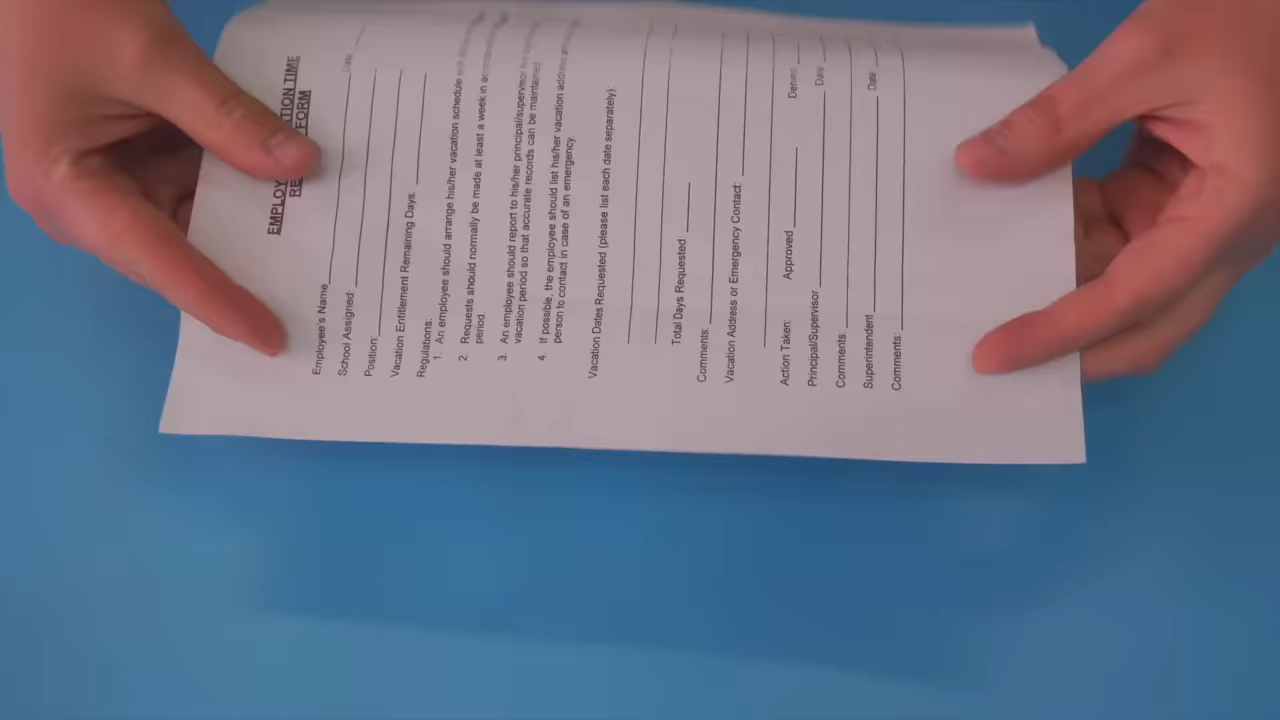 TION TIME
FORM
Employee's Name
Date
School Assigned:
Position:
Vacation Entitlement Remaining Days:
Regulations:
1. An employee should arrange his/her vacation schedule
2. Requests should normally be made at least a week in
period.
3. An employee should report to his/her principal/supervisor
vacation period so that accurate records can be maintained.
4. If possible, the employee should list his/her vacation address
person to contact in case of an emergency.
Vacation Dates Requested (please list each date separately):
Total Days Requested:
Comments:
Vacation Address or Emergency Contact:
Action Taken: Approved Denied
Principal/Supervisor Date
Comments:
Superintendent Date
Comments: